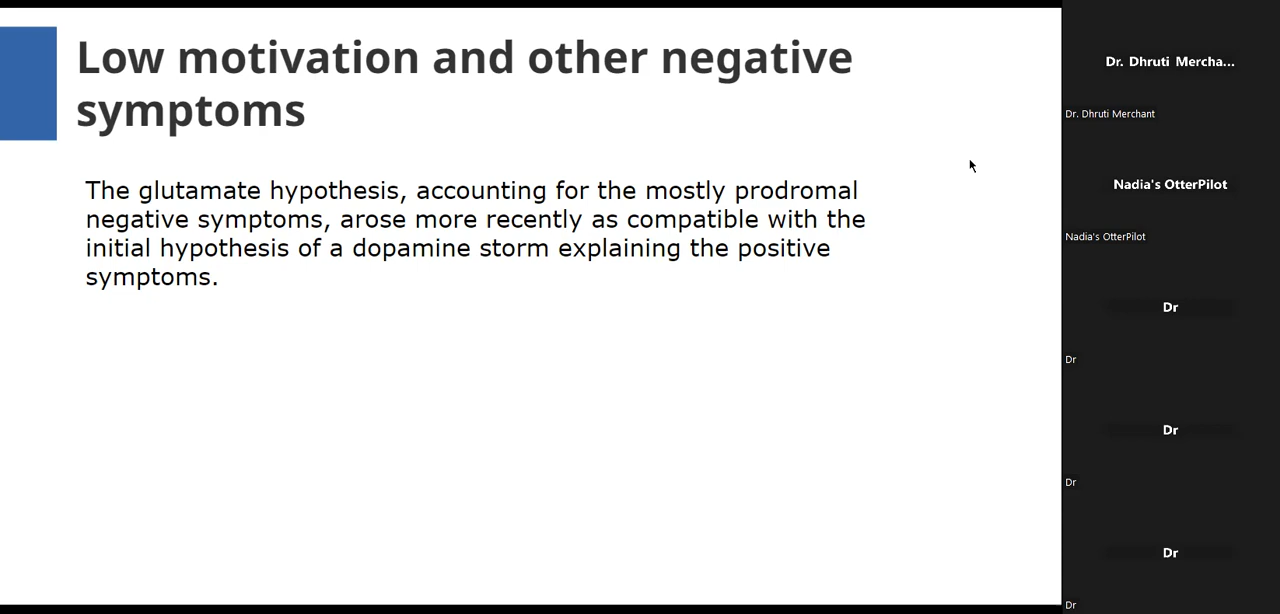 Low motivation and other negative
symptoms
The glutamate hypothesis, accounting for the mostly prodromal
negative symptoms, arose more recently as compatible with the
initial hypothesis of a dopamine storm explaining the positive
symptoms.
Dr. Dhruti Mercha...
Dr. Dhruti Merchant
Nadia's OtterPilot
Nadia's OtterPilot
Dr
Dr
Dr
Dr
Dr
Dr